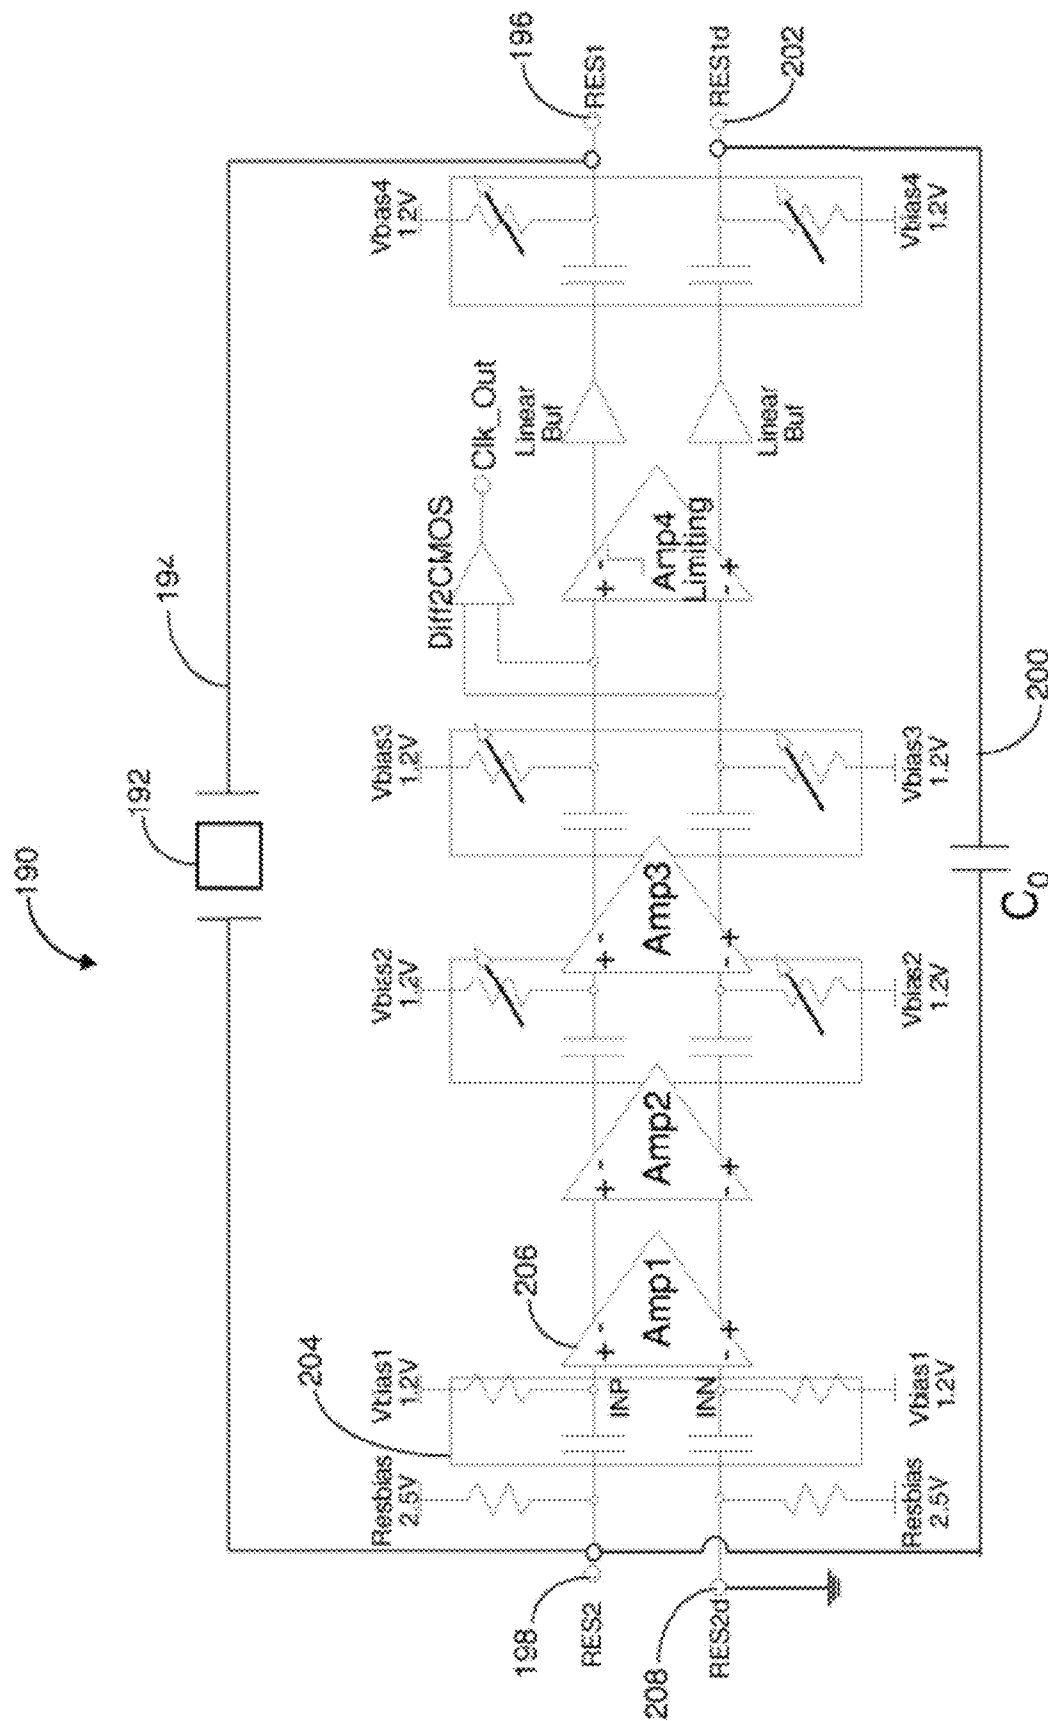 190
192
194
196
RES1
RES1d
202
Vbias4
1.2V
Vbias4
1.2V
Clk_Out
Linear
Buf
Linear
Buf
Diff2CMOS
+
-
-
+
Amp4
Limiting
Vbias3
1.2V
Vbias3
1.2V
+
-
-
+
Amp3
Vbias2
1.2V
Vbias2
1.2V
+
-
-
+
Amp2
206
+
-
-
+
Amp1
204
Vbias1
1.2V
INP
INN
Vbias1
1.2V
Resbias
2.5V
Resbias
2.5V
198
RES2
RES2d
208
200
C0